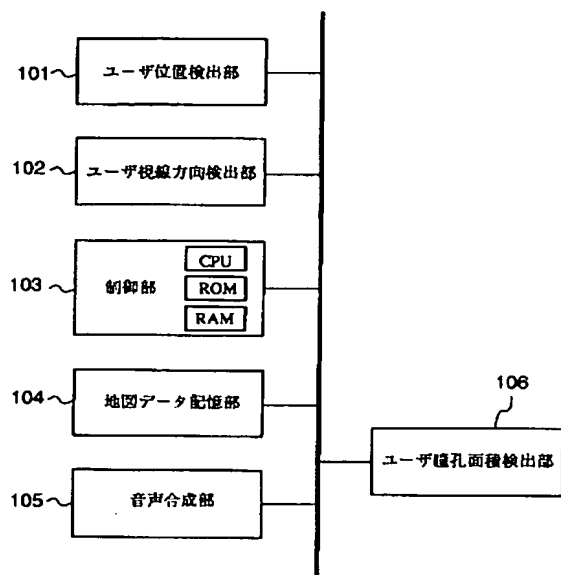 101
ユーザ位置検出部
102
ユーザ視線方向検出部
103
制御部
CPU
ROM
RAM
104
地図データ記憶部
105
音声合成部
106
ユーザ瞳孔面積検出部